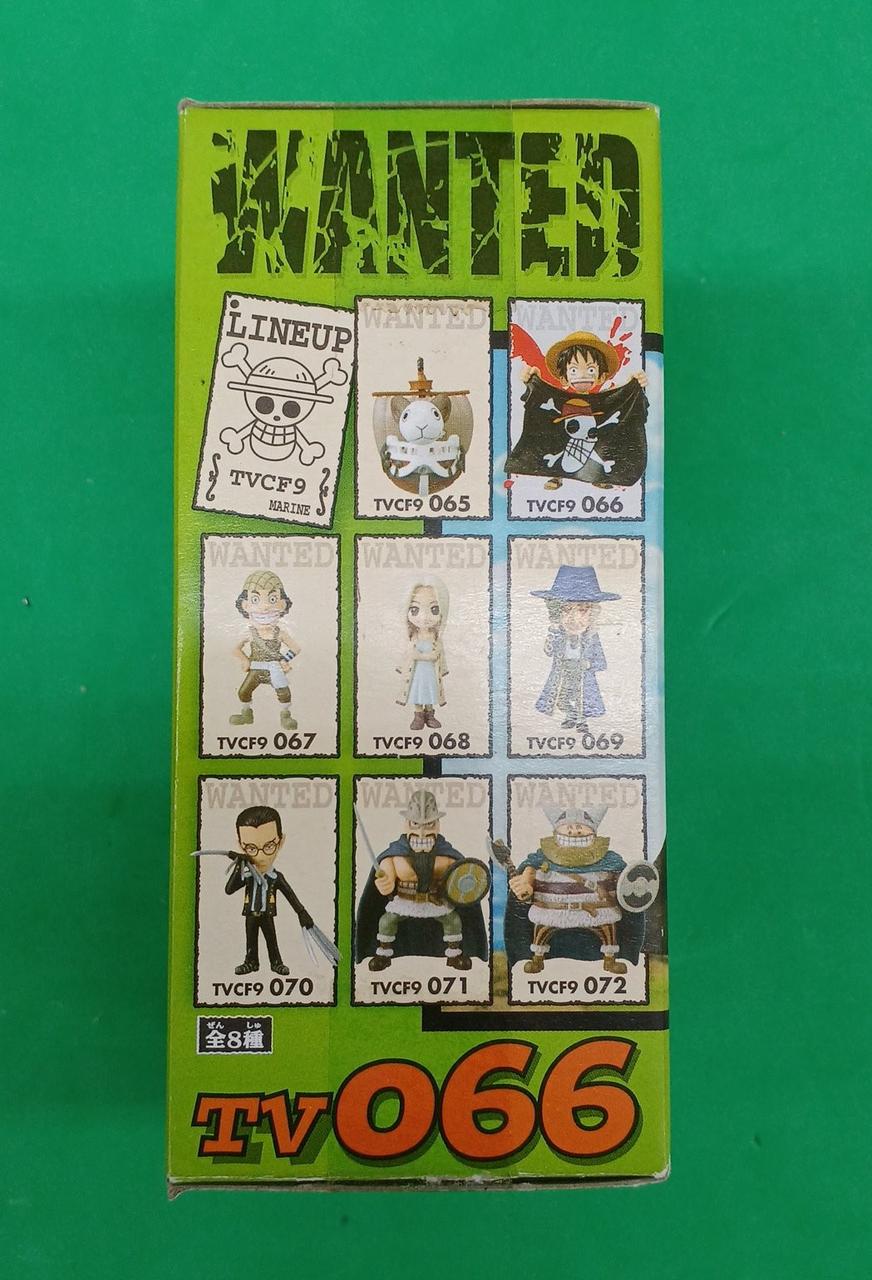 WANTED
LINEUP
TVCF9
MARINE
WANTED
TVCF9 065
WANTED
TVCF9 066
WANTED
TVCF9 067
WANTED
TVCF9 068
WANTED
TVCF9 069
WANTED
TVCF9 070
WANTED
TVCF9 071
WANTED
TVCF9 072
ぜん しゅ
全8種
TV066